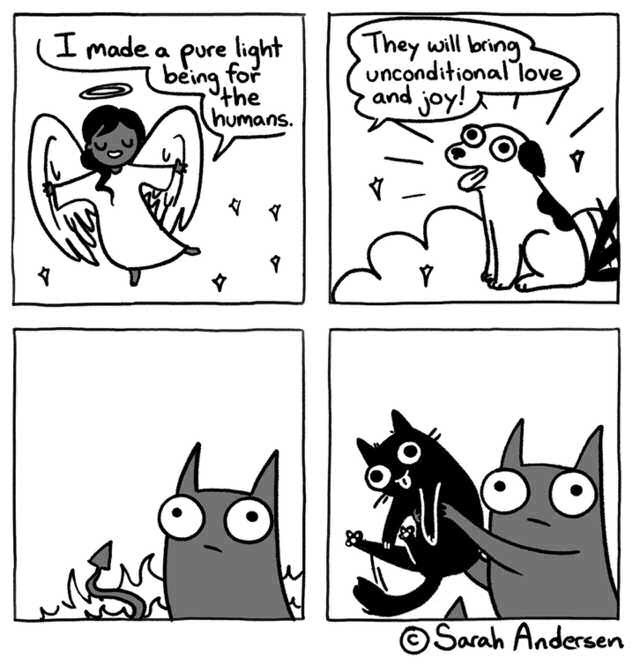 I made a pure light
being for
the
humans.
They will bring
unconditional love
and joy!
© Sarah Andersen